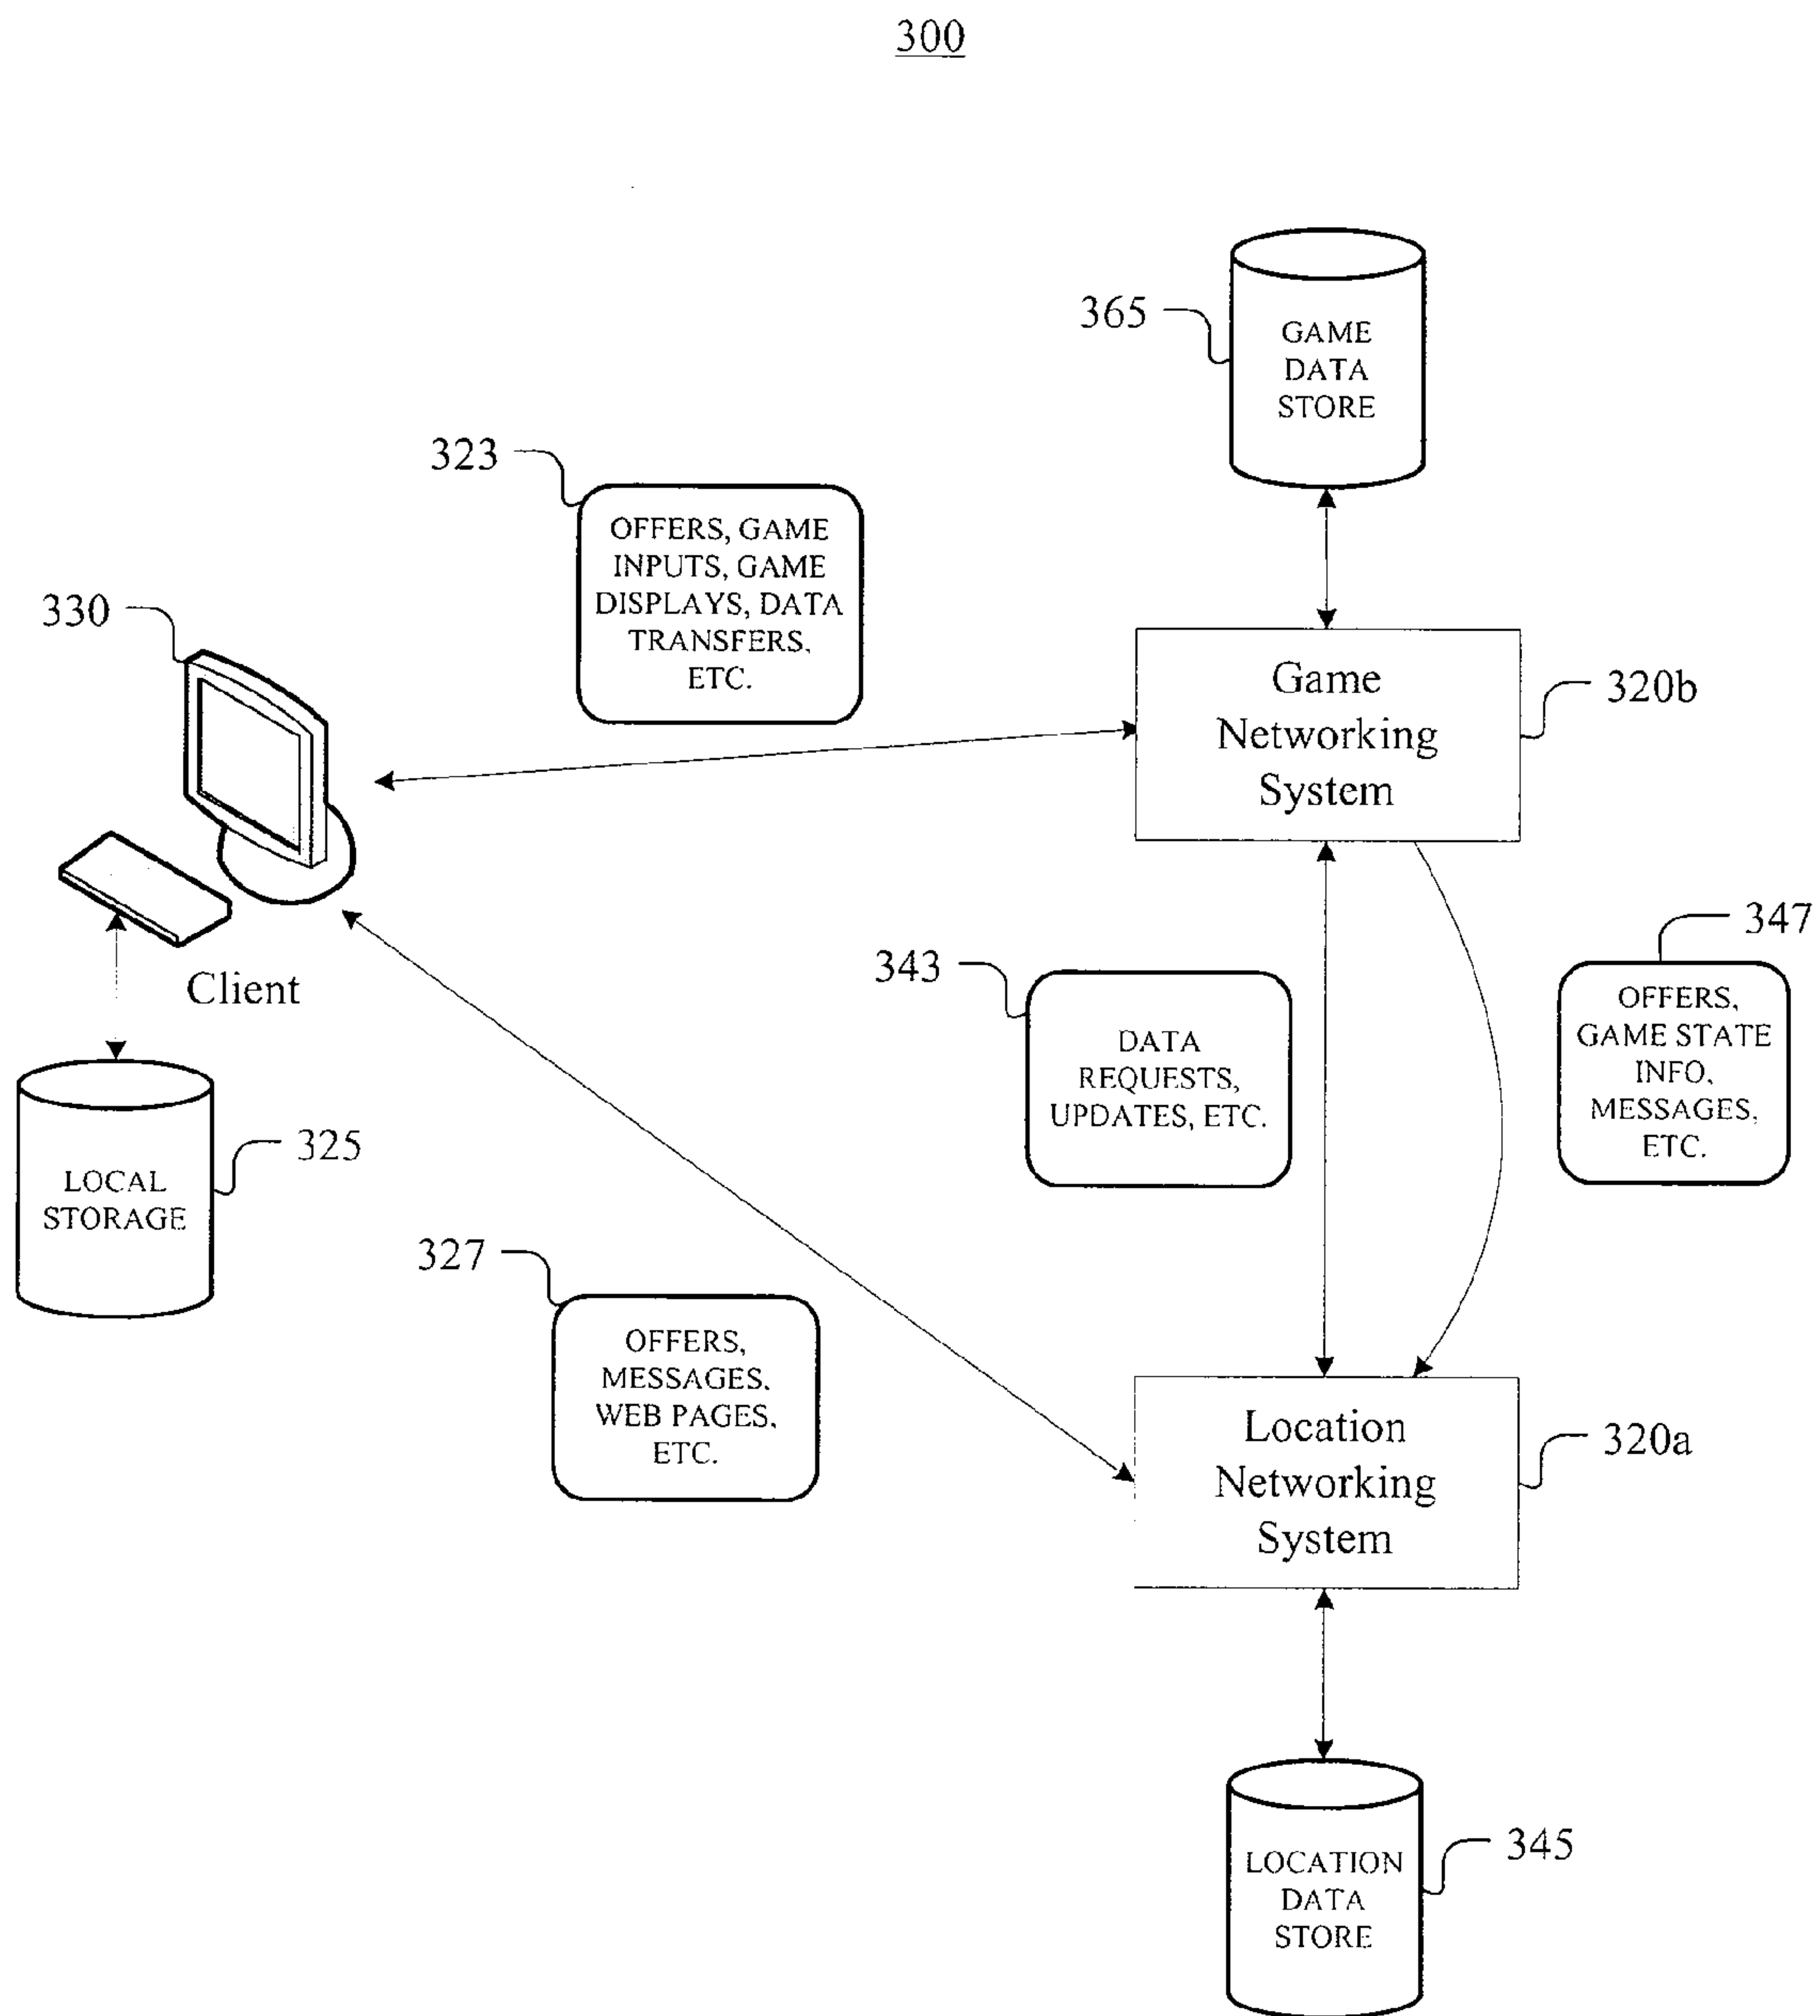 300
365
GAME
DATA
STORE
323
OFFERS, GAME
INPUTS, GAME
DISPLAYS, DATA
TRANSFERS,
ETC.
330
Game
Networking
System
320b
Client
343
DATA
REQUESTS,
UPDATES, ETC.
347
OFFERS,
GAME STATE
INFO,
MESSAGES,
ETC.
325
LOCAL
STORAGE
327
OFFERS,
MESSAGES,
WEB PAGES,
ETC.
Location
Networking
System
320a
345
LOCATION
DATA
STORE